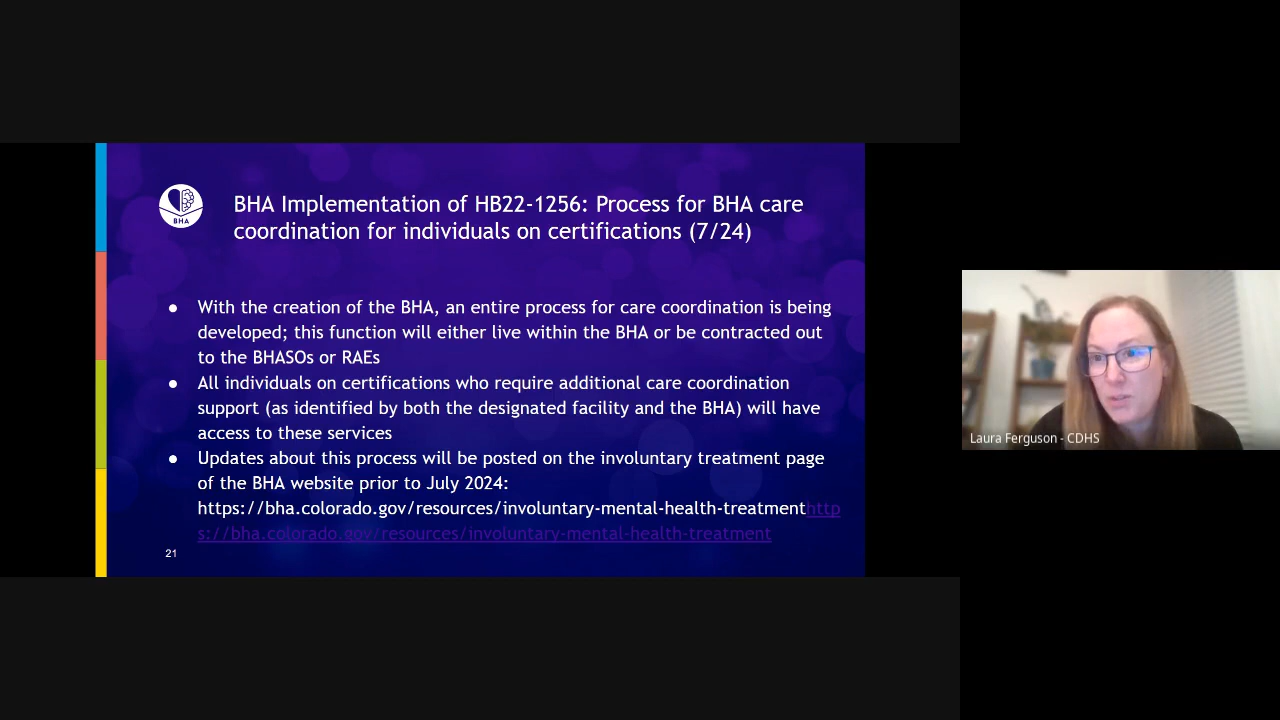 BHA
BHA Implementation of HB22-1256: Process for BHA care
coordination for individuals on certifications (7/24)
● With the creation of the BHA, an entire process for care coordination is being
developed; this function will either live within the BHA or be contracted out
to the BHASOs or RAEs
● All individuals on certifications who require additional care coordination
support (as identified by both the designated facility and the BHA) will have
access to these services
● Updates about this process will be posted on the involuntary treatment page
of the BHA website prior to July 2024:
https://bha.colorado.gov/resources/involuntary-mental-health-treatmenthttp
s://bha.colorado.gov/resources/involuntary-mental-health-treatment
21
Laura Ferguson - CDHS